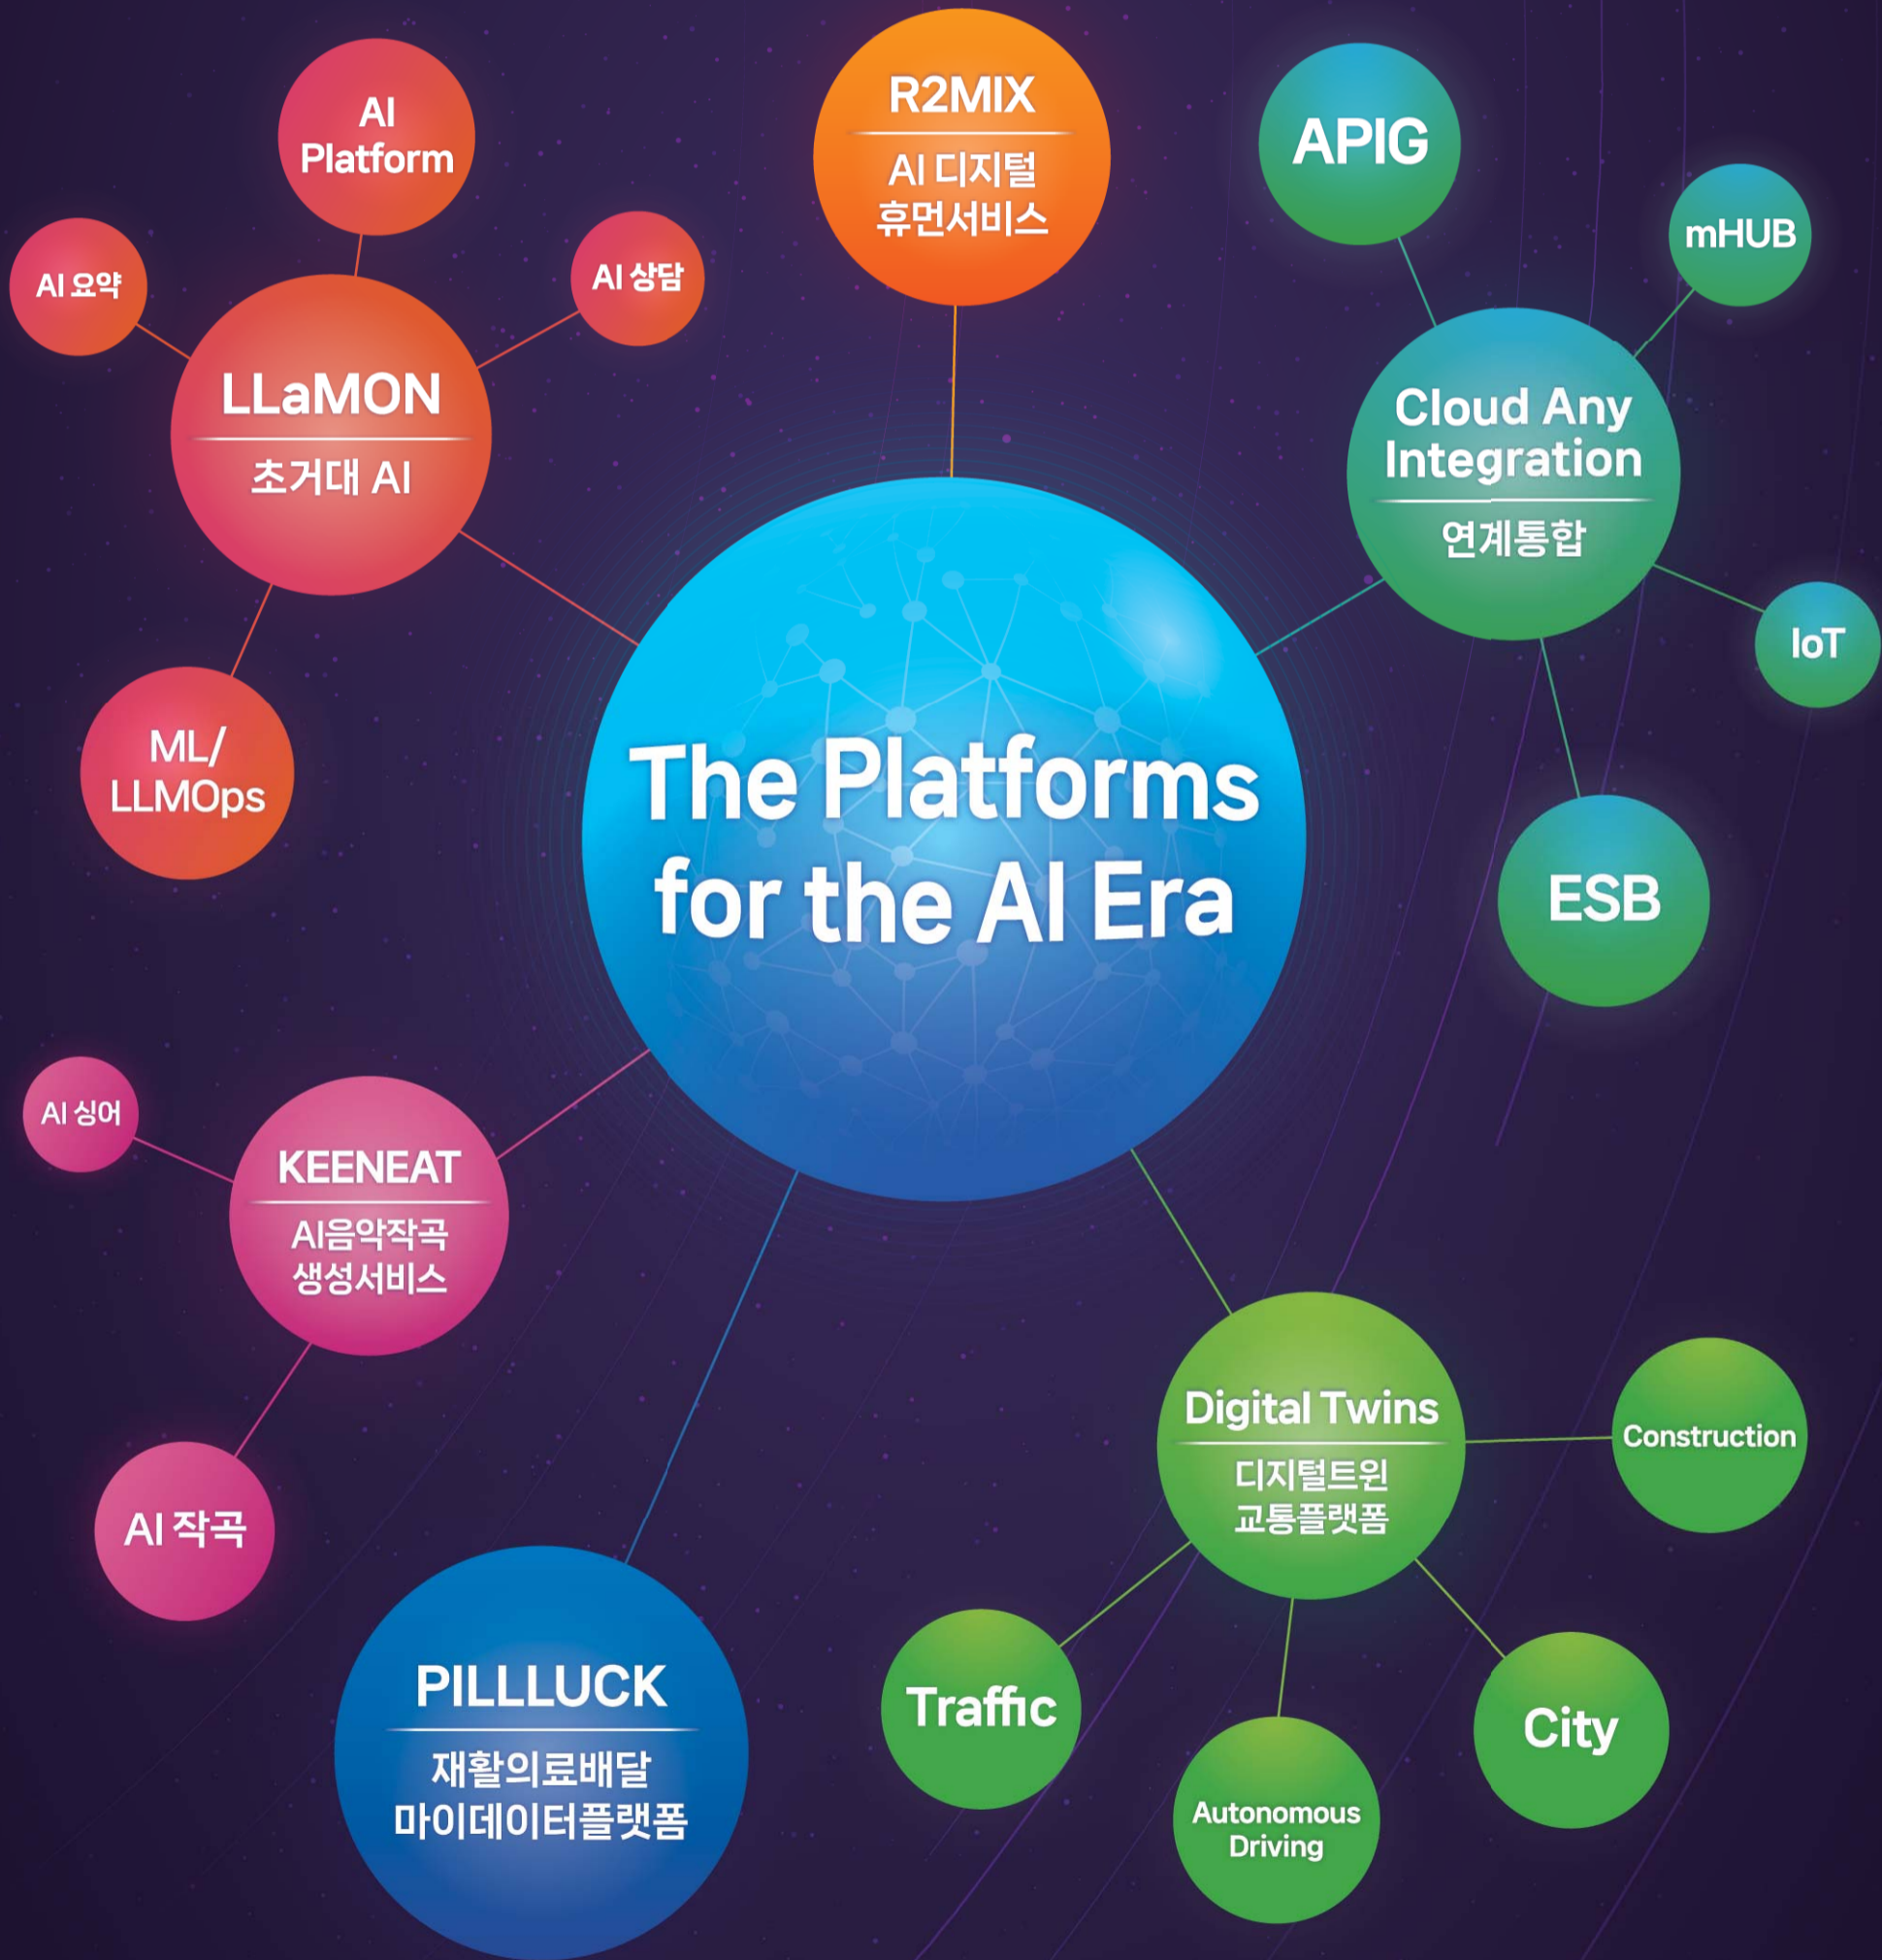 AI
Platform
R2MIX
AI 디지털
휴먼서비스
APIG
mHUB
AI 요약
AI 상담
LLaMON
초거대 AI
Cloud Any
Integration
연계통합
IoT
ML/
LLMOps
ESB
The Platforms
for the AI Era
AI 싱어
KEENEAT
AI음악작곡
생성서비스
AI 작곡
Digital Twins
디지털트윈
교통플랫폼
Construction
Traffic
City
Autonomous
Driving
PILLLUCK
재활의료배달
마이데이터플랫폼